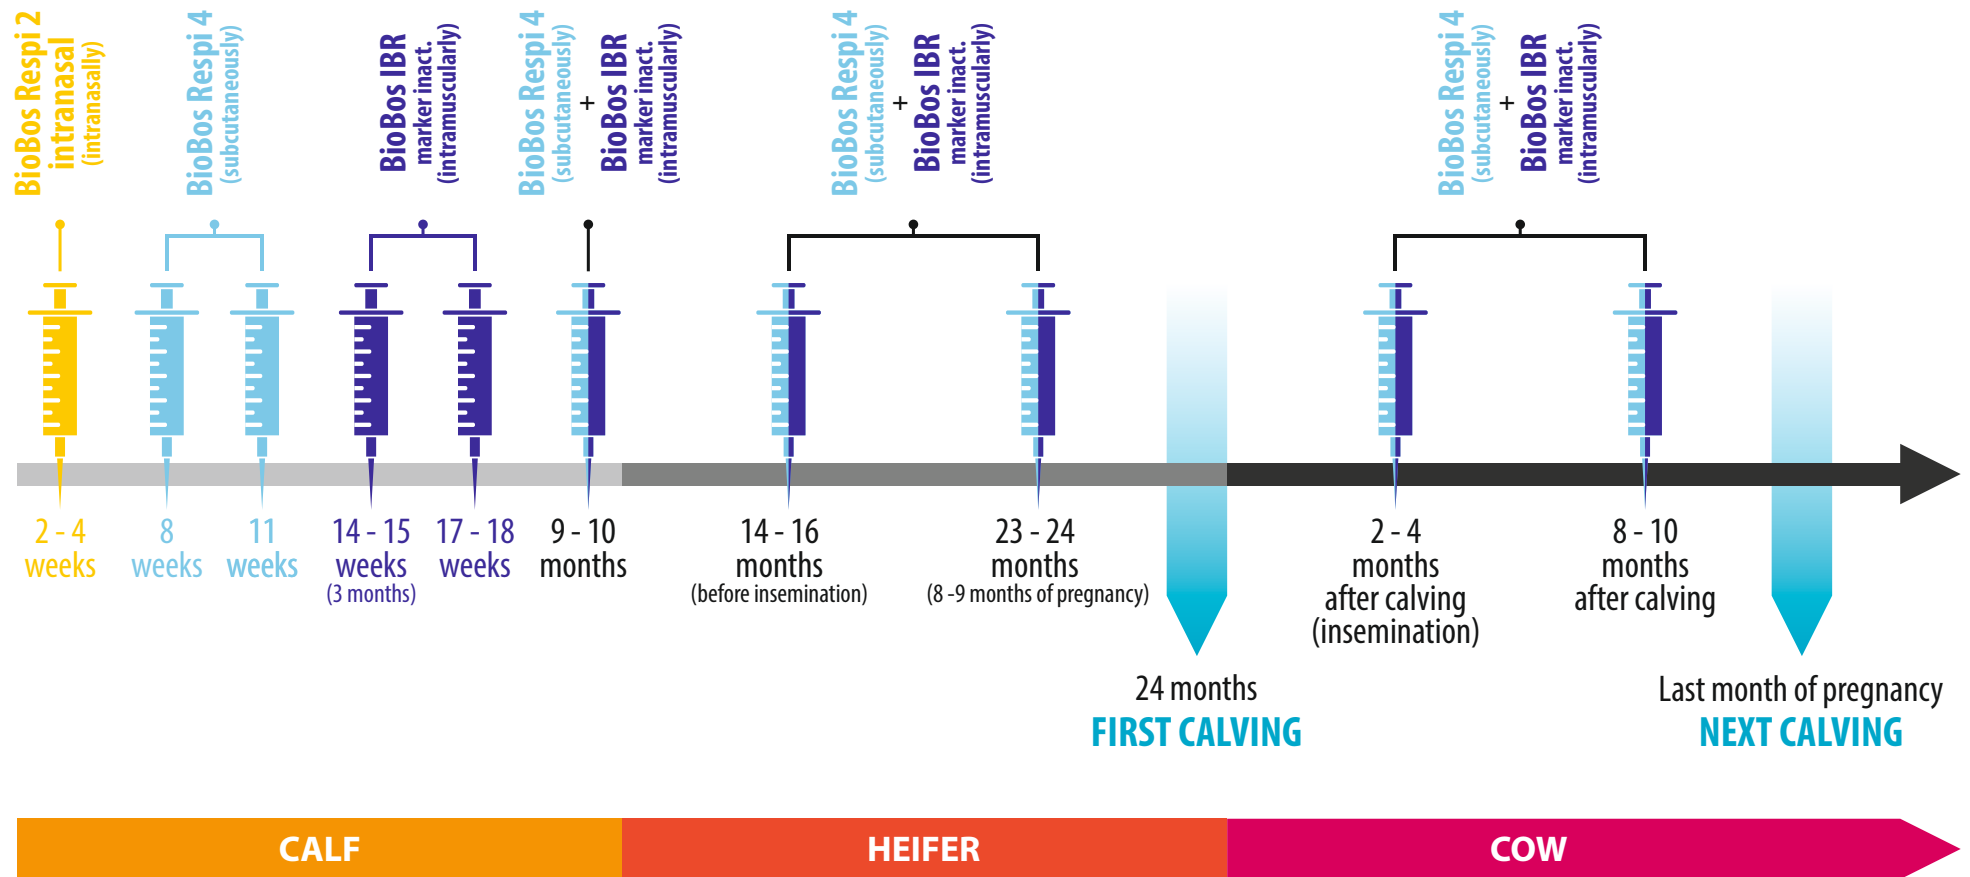 BioBos Respi 2
intranasal
(intranasally)
BioBos Respi 4
(subcutaneously)
BioBos IBR
marker inact.
(intramuscularly)
BioBos Respi 4
(subcutaneously)
+
BioBos IBR
marker inact.
(intramuscularly)
BioBos Respi 4
(subcutaneously)
+
BioBos IBR
marker inact.
(intramuscularly)
BioBos Respi 4
(subcutaneously)
+
BioBos IBR
marker inact.
(intramuscularly)
2 - 4
weeks
8
weeks
11
weeks
14 - 15
weeks
(3 months)
17 - 18
weeks
9 - 10
months
14 - 16
months
(before insemination)
23 - 24
months
(8 -9 months of pregnancy)
24 months
FIRST CALVING
2 - 4
months
after calving
(insemination)
8 - 10
months
after calving
Last month of pregnancy
NEXT CALVING
CALF
HEIFER
COW